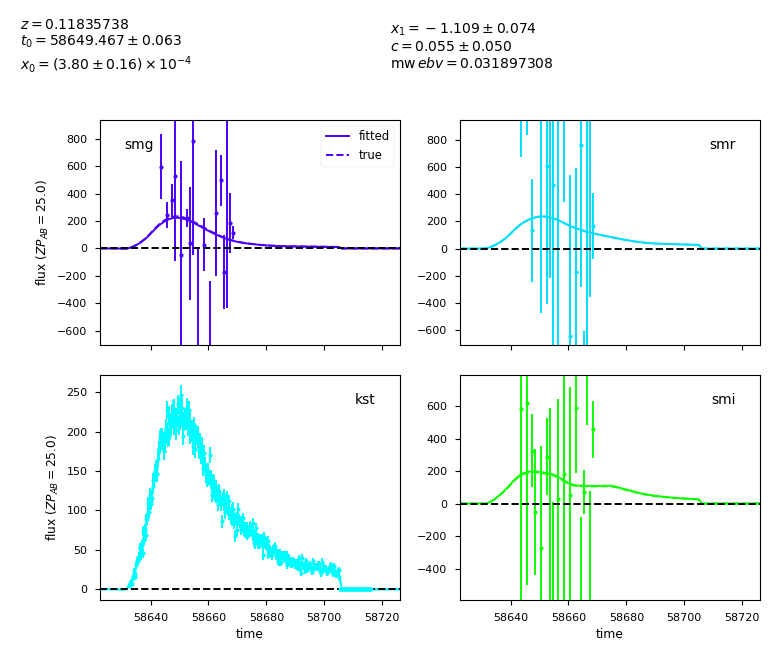 z = 0.11835738
t₀ = 58649.467 ± 0.063
x₀ = (3.80 ± 0.16) × 10⁻⁴
x₁ = −1.109 ± 0.074
c = 0.055 ± 0.050
mw ebv = 0.031897308
smg
fitted
true
flux (ZP_AB = 25.0)
800
600
400
200
0
−200
−400
−600
smr
800
600
400
200
0
−200
−400
−600
kst
flux (ZP_AB = 25.0)
250
200
150
100
50
0
58640 58660 58680 58700 58720
time
smi
600
400
200
0
−200
−400
58640 58660 58680 58700 58720
time